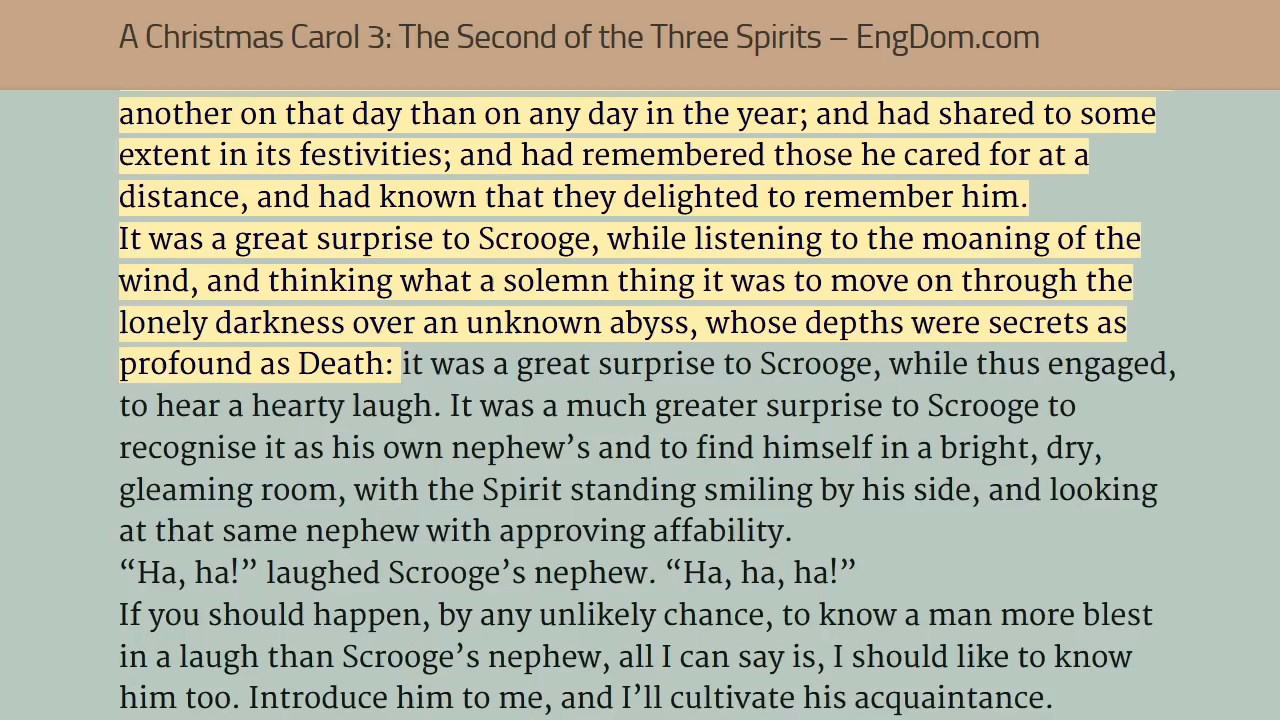 A Christmas Carol 3: The Second of the Three Spirits – EngDom.com
another on that day than on any day in the year; and had shared to some
extent in its festivities; and had remembered those he cared for at a
distance, and had known that they delighted to remember him.
It was a great surprise to Scrooge, while listening to the moaning of the
wind, and thinking what a solemn thing it was to move on through the
lonely darkness over an unknown abyss, whose depths were secrets as
profound as Death: it was a great surprise to Scrooge, while thus engaged,
to hear a hearty laugh. It was a much greater surprise to Scrooge to
recognise it as his own nephew’s and to find himself in a bright, dry,
gleaming room, with the Spirit standing smiling by his side, and looking
at that same nephew with approving affability.
“Ha, ha!” laughed Scrooge’s nephew. “Ha, ha, ha!”
If you should happen, by any unlikely chance, to know a man more blest
in a laugh than Scrooge’s nephew, all I can say is, I should like to know
him too. Introduce him to me, and I’ll cultivate his acquaintance.